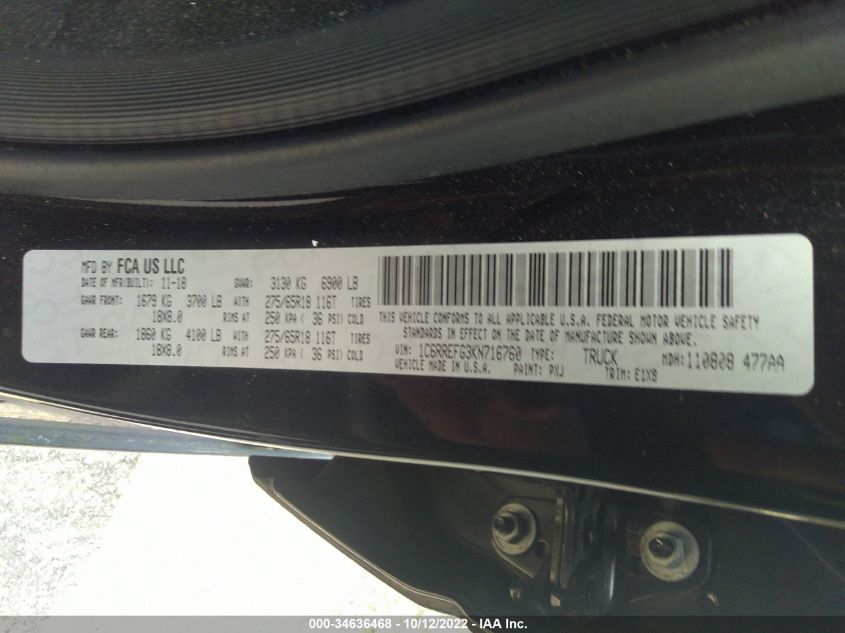 MFD BY FCA US LLC
DATE OF MFR(BUILT): 11-18 GVWR: 3130 KG 6900 LB
GAWR FRONT: 1679 KG 3700 LB WITH 275/65R18 116T TIRES
18X8.0 RIMS AT 250 KPA ( 36 PSI) COLD
GAWR REAR: 1860 KG 4100 LB WITH 275/65R18 116T TIRES
18X8.0 RIMS AT 250 KPA ( 36 PSI) COLD
THIS VEHICLE CONFORMS TO ALL APPLICABLE U.S.A. FEDERAL MOTOR VEHICLE SAFETY
STANDARDS IN EFFECT ON THE DATE OF MANUFACTURE SHOWN ABOVE.
VIN: 1C6RREFG3KN716760 TYPE: TRUCK MDH: 110808 477AA
VEHICLE MADE IN U.S.A. PAINT: PXJ TRIM: E1X8
000-34636468 - 10/12/2022 - IAA Inc.